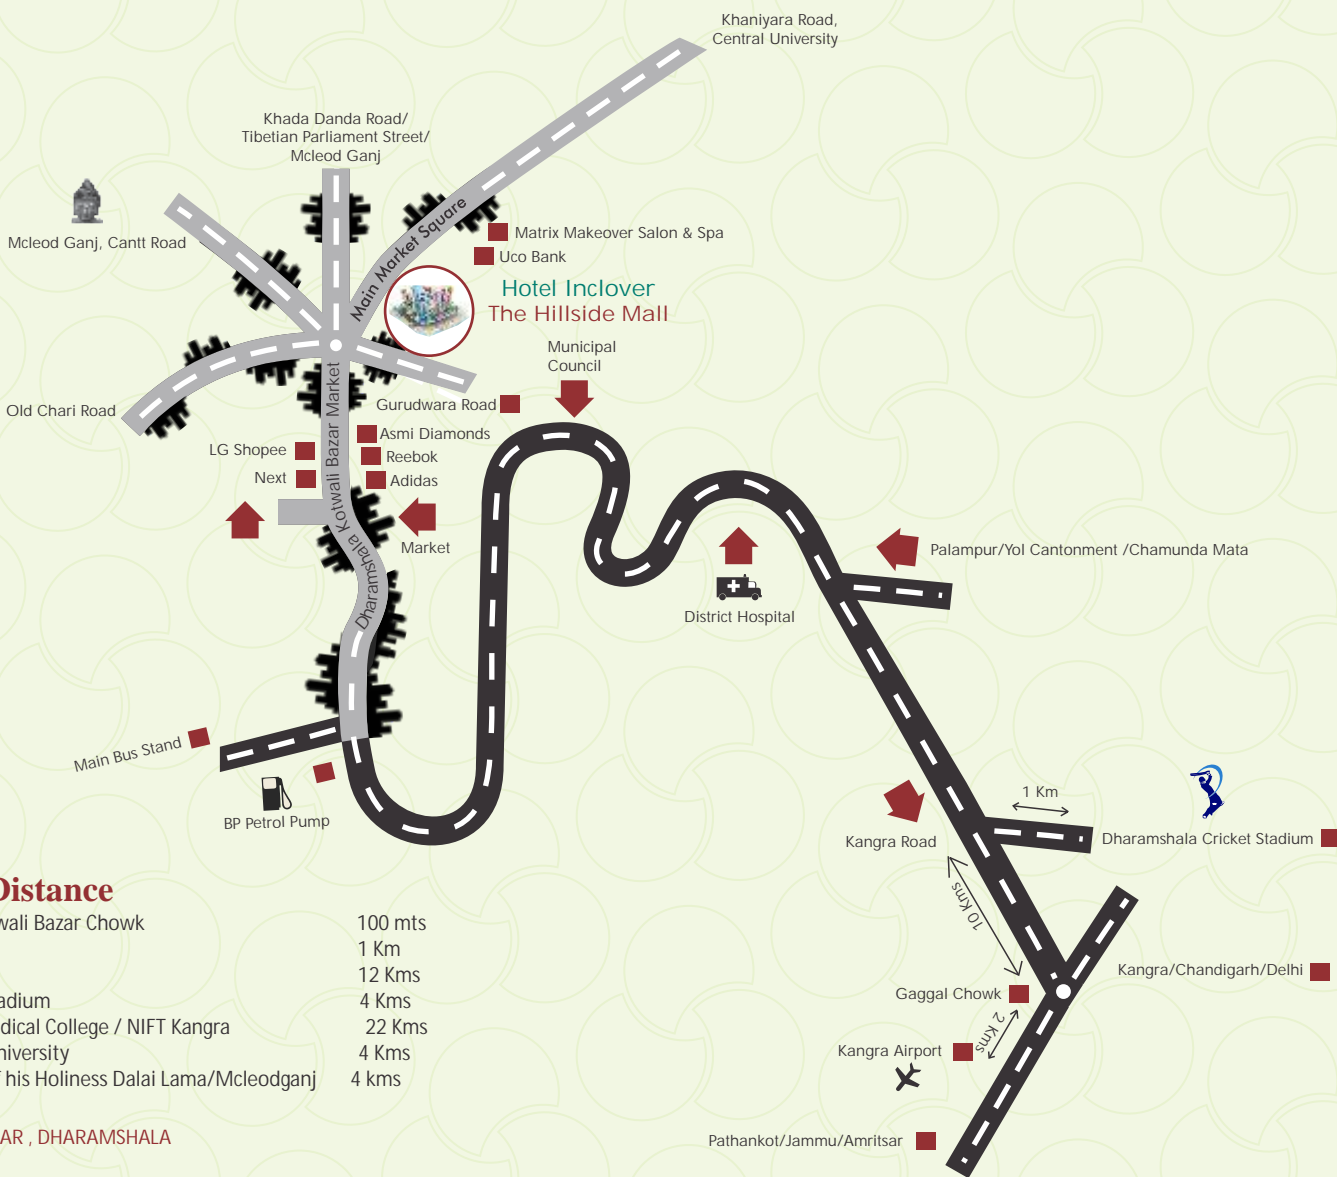 Khaniyara Road,
Central University
Khada Danda Road/
Tibetian Parliament Street/
Mcleod Ganj
Mcleod Ganj, Cantt Road
Main Market Square
Matrix Makeover Salon & Spa
Uco Bank
Hotel Inclover
The Hillside Mall
Municipal
Council
Old Chari Road
Gurudwara Road
Dharamshala Kotwali Bazar Market
LG Shopee
Asmi Diamonds
Reebok
Next
Adidas
Market
Palampur/Yol Cantonment /Chamunda Mata
District Hospital
Main Bus Stand
BP Petrol Pump
1 Km
Kangra Road
Dharamshala Cricket Stadium
10 Kms
Kangra/Chandigarh/Delhi
Gaggal Chowk
2 Kms
Kangra Airport
Pathankot/Jammu/Amritsar
Distance
wali Bazar Chowk 100 mts
1 Km
12 Kms
adium 4 Kms
dical College / NIFT Kangra 22 Kms
niversity 4 Kms
his Holiness Dalai Lama/Mcleodganj 4 kms
AR , DHARAMSHALA